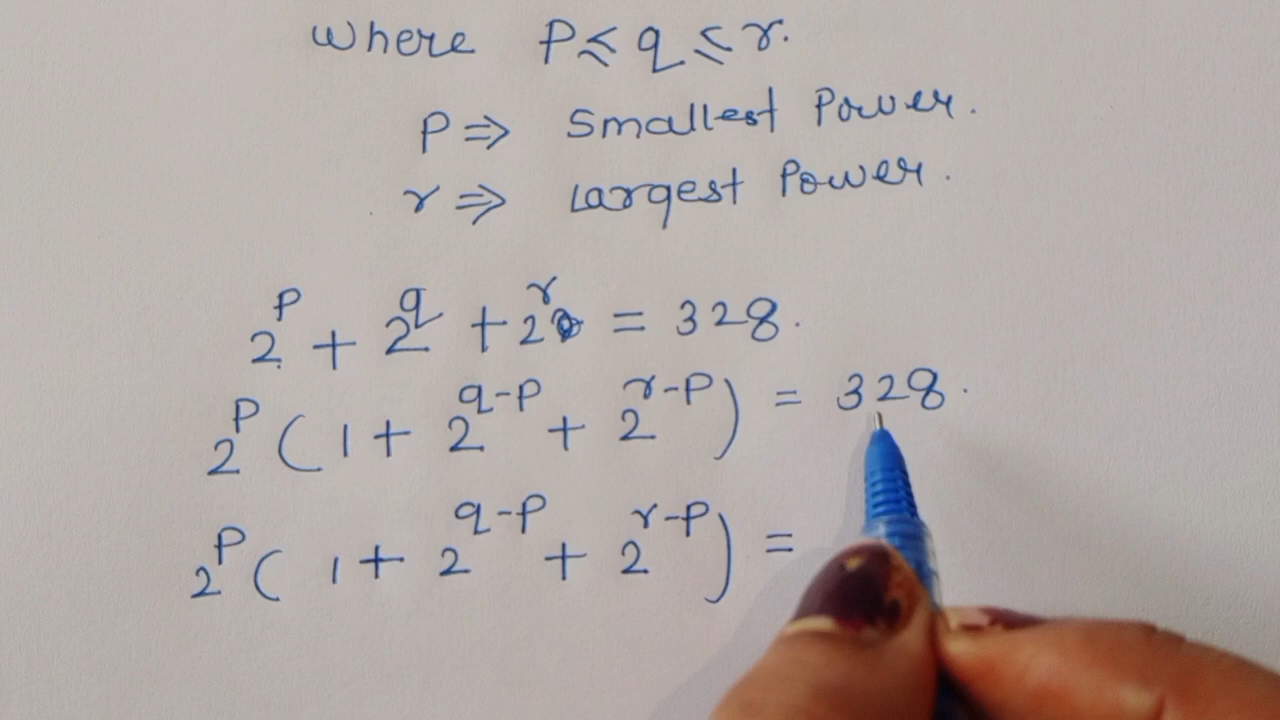 where P ⩽ q ⩽ r.
P ⇒ Smallest Power.
r ⇒ Largest Power.
2^P + 2^q + 2^r = 328.
2^P ( 1 + 2^q-P + 2^r-P ) = 328.
2^P ( 1 + 2^q-P + 2^r-P ) =